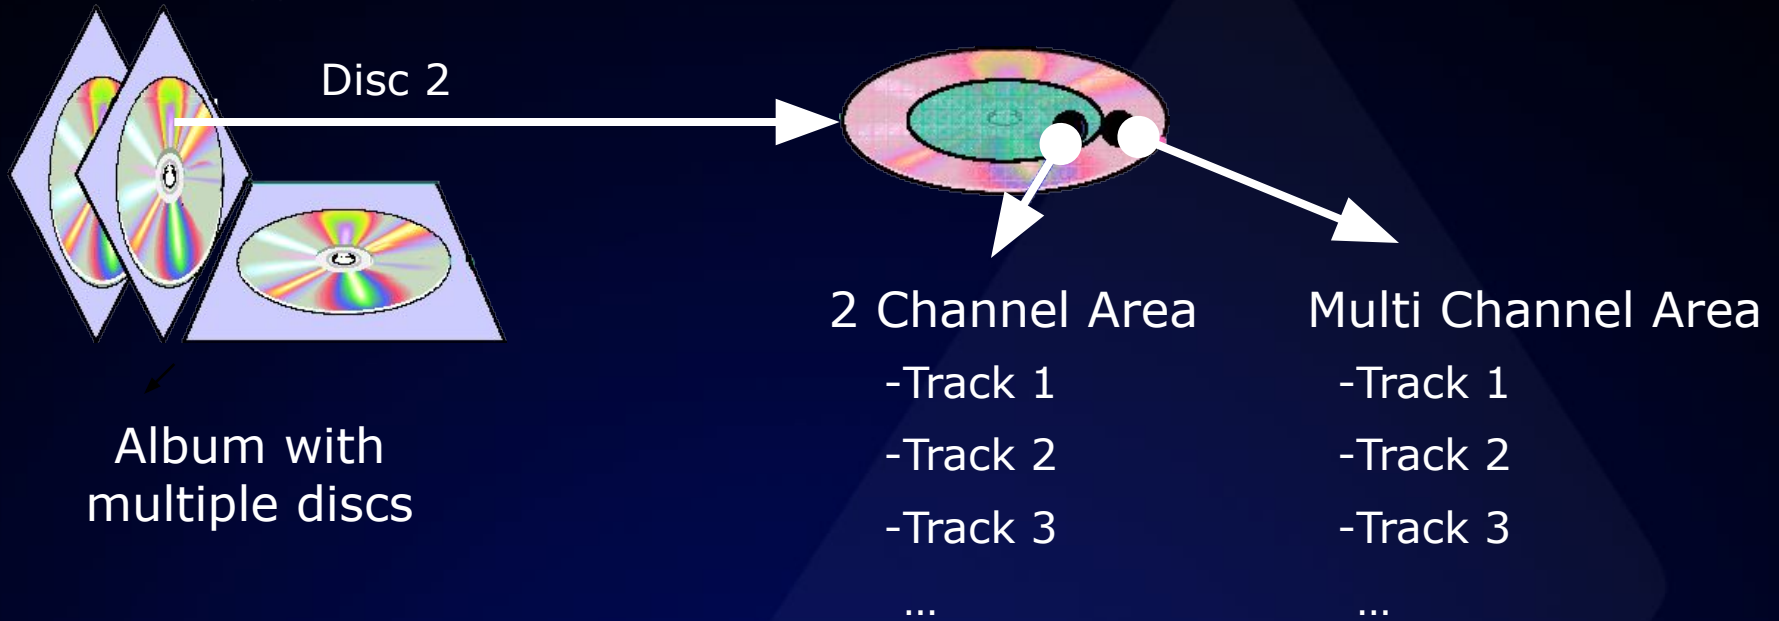 Disc 2
Album with
multiple discs
2 Channel Area
-Track 1
-Track 2
-Track 3
...
Multi Channel Area
-Track 1
-Track 2
-Track 3
...